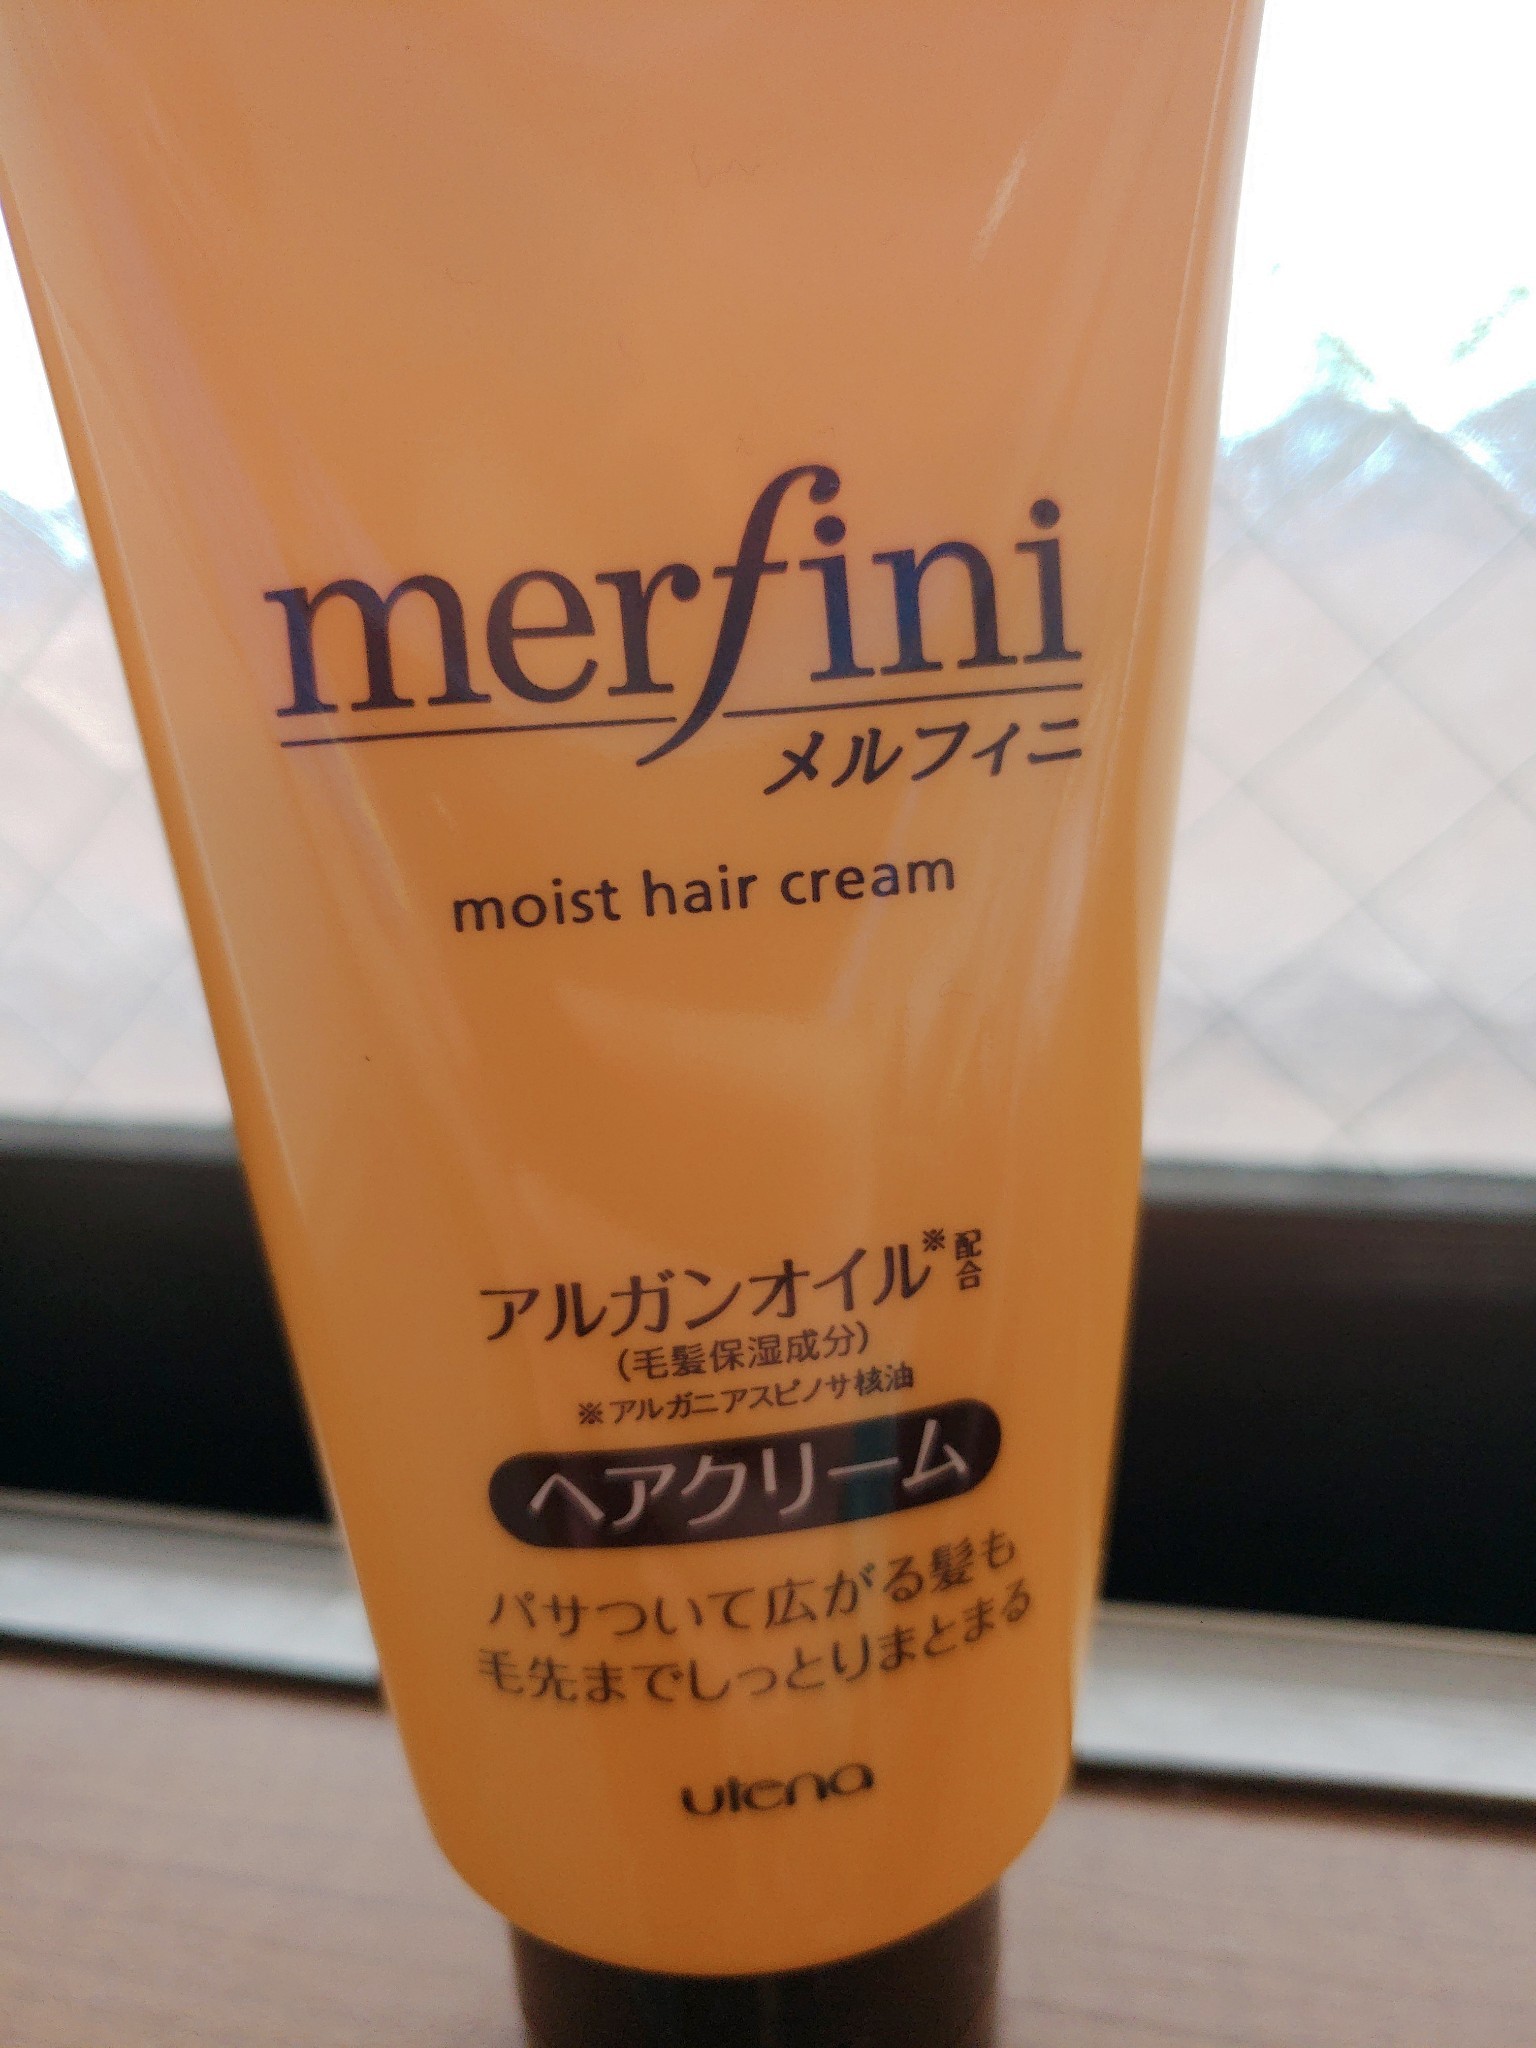 merfini
メルフィニ
moist hair cream
アルガンオイル※配合
(毛髪保湿成分)
※アルガニアスピノサ核油
ヘアクリーム
パサついて広がる髪も
毛先までしっとりまとまる
utena